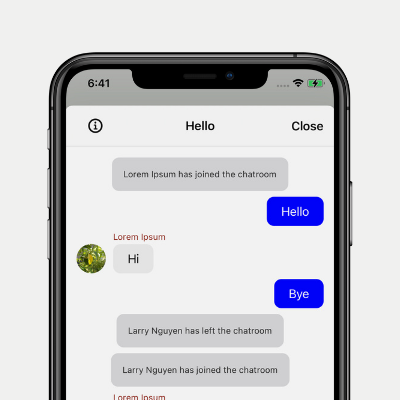 6:41
Hello
Close
Lorem Ipsum has joined the chatroom
Hello
Lorem Ipsum
Hi
Bye
Larry Nguyen has left the chatroom
Larry Nguyen has joined the chatroom
Lorem Ipsum